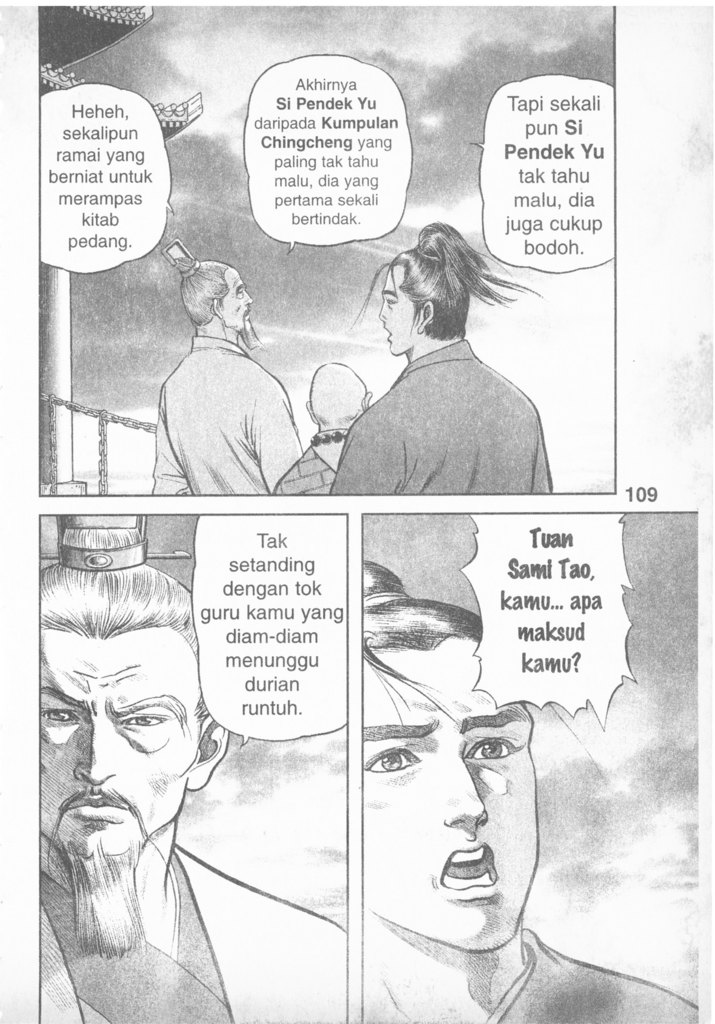 Heheh,
sekalipun
ramai yang
berniat untuk
merampas
kitab
pedang.
Akhirnya
Si Pendek Yu
daripada Kumpulan
Chingcheng yang
paling tak tahu
malu, dia yang
pertama sekali
bertindak.
Tapi sekali
pun Si
Pendek Yu
tak tahu
malu, dia
juga cukup
bodoh.
109
Tak
setanding
dengan tok
guru kamu yang
diam-diam
menunggu
durian
runtuh.
Tuan
Sami Tao,
kamu... apa
maksud
kamu?